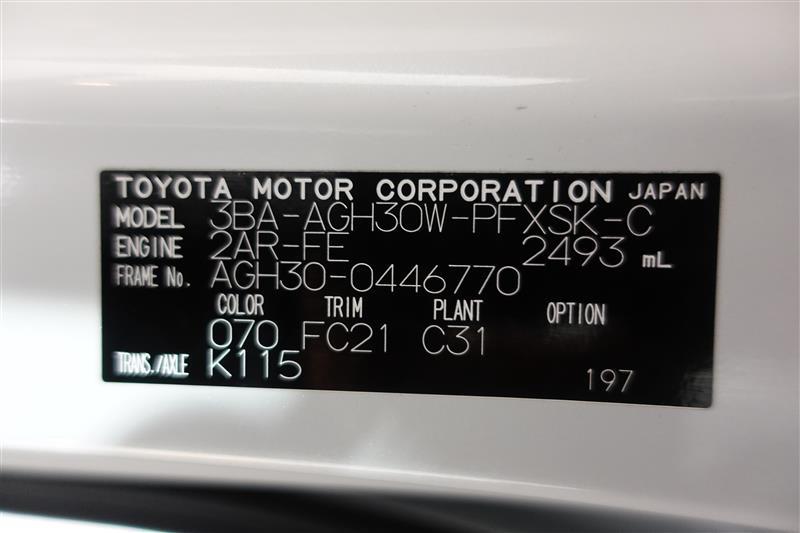 TOYOTA MOTOR CORPORATION JAPAN
MODEL 3BA-AGH30W-PFXSK-C
ENGINE 2AR-FE 2493 mL
FRAME No. AGH30-0446770
COLOR TRIM PLANT OPTION
070 FC21 C31
TRANS./AXLE K115
197